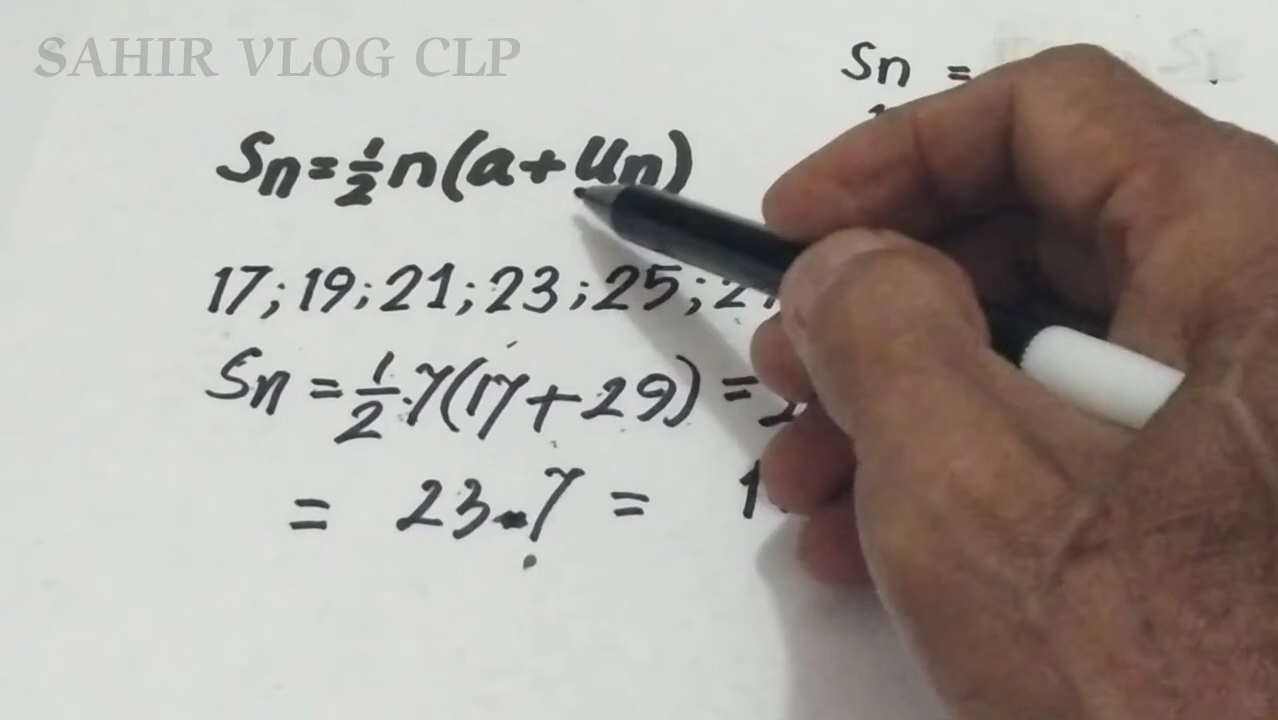 SAHIR VLOG CLP
Sn =
Sn = ½ n (a + Un)
17 ; 19 ; 21 ; 23 ; 25 ;
Sn = ½ . 7 (17 + 29) =
= 23 . 7 =